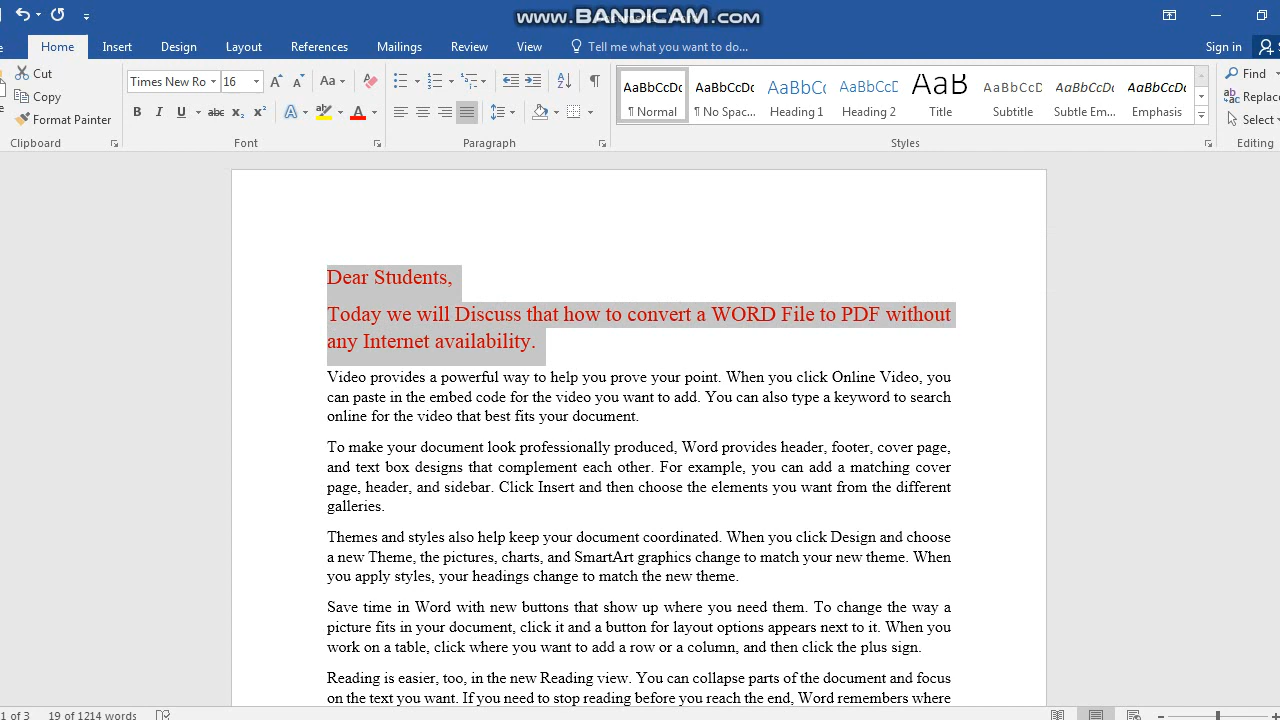 www.BANDICAM.com
Home Insert Design Layout References Mailings Review View Tell me what you want to do... Sign in
Cut
Copy
Format Painter
Clipboard
Times New Ro 16 Aa
B I U abc x₂ x² A A
Font
Paragraph
AaBbCcDc AaBbCcDc AaBbCc AaBbCcD AaB AaBbCcD AaBbCcDc AaBbCcDc
¶ Normal ¶ No Spac... Heading 1 Heading 2 Title Subtitle Subtle Em... Emphasis
Styles
Find
Replace
Select
Editing
Dear Students,
Today we will Discuss that how to convert a WORD File to PDF without
any Internet availability.
Video provides a powerful way to help you prove your point. When you click Online Video, you
can paste in the embed code for the video you want to add. You can also type a keyword to search
online for the video that best fits your document.
To make your document look professionally produced, Word provides header, footer, cover page,
and text box designs that complement each other. For example, you can add a matching cover
page, header, and sidebar. Click Insert and then choose the elements you want from the different
galleries.
Themes and styles also help keep your document coordinated. When you click Design and choose
a new Theme, the pictures, charts, and SmartArt graphics change to match your new theme. When
you apply styles, your headings change to match the new theme.
Save time in Word with new buttons that show up where you need them. To change the way a
picture fits in your document, click it and a button for layout options appears next to it. When you
work on a table, click where you want to add a row or a column, and then click the plus sign.
Reading is easier, too, in the new Reading view. You can collapse parts of the document and focus
on the text you want. If you need to stop reading before you reach the end, Word remembers where
1 of 3 19 of 1214 words